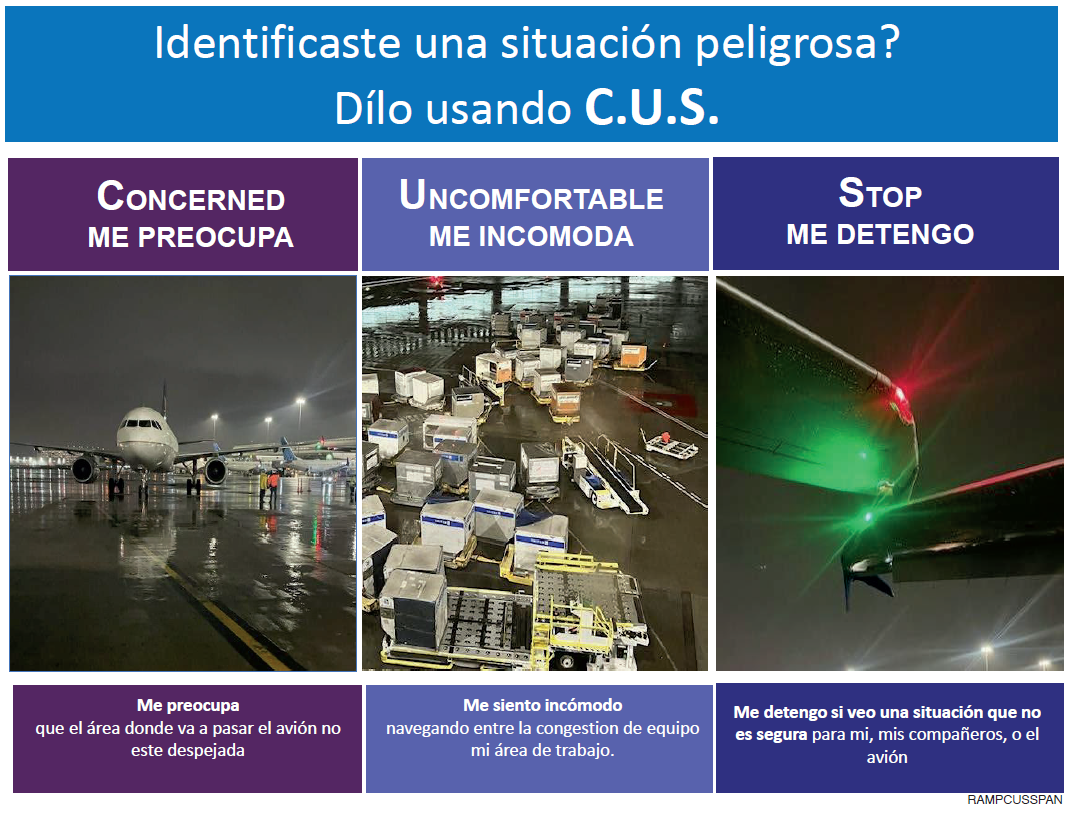 Identificaste una situación peligrosa?
Dílo usando C.U.S.
CONCERNED
ME PREOCUPA
UNCOMFORTABLE
ME INCOMODA
STOP
ME DETENGO
Me preocupa
que el área donde va a pasar el avión no
este despejada
Me siento incómodo
navegando entre la congestion de equipo
mi área de trabajo.
Me detengo si veo una situación que no
es segura para mi, mis compañeros, o el
avión
RAMPCUSSPAN